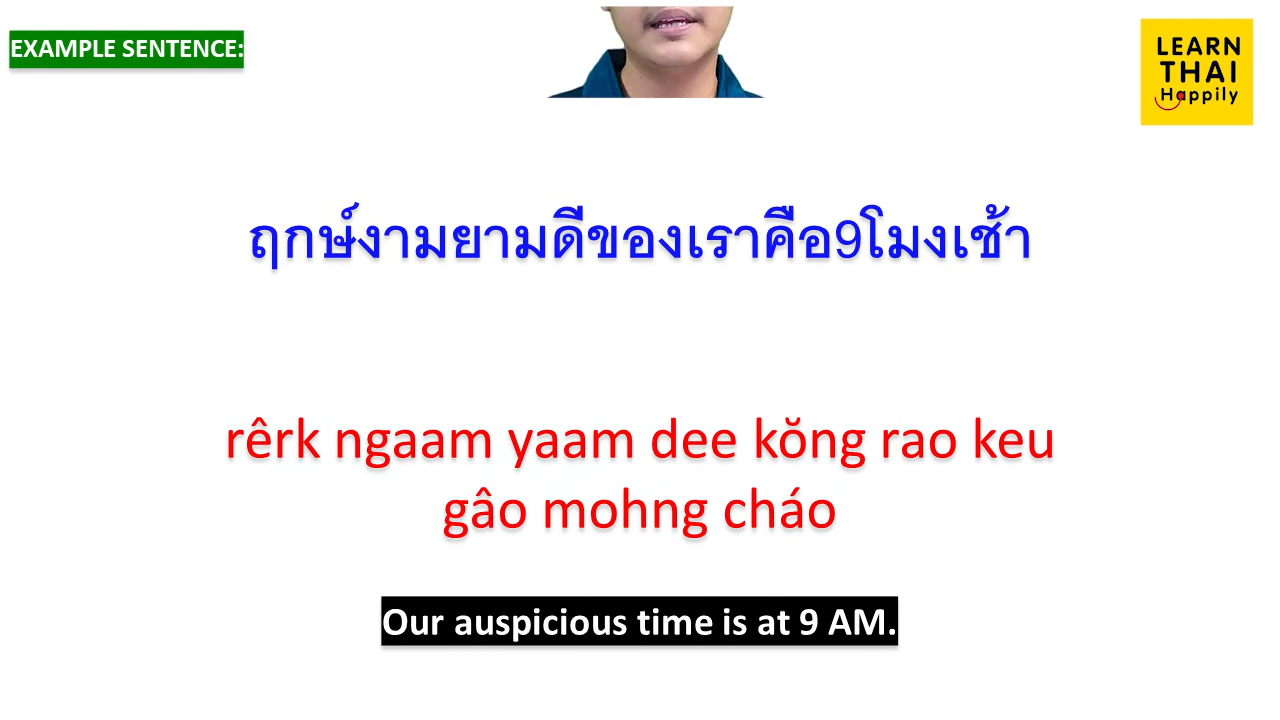 EXAMPLE SENTENCE:
LEARN
THAI
Happily
ฤกษ์งามยามดีของเราคือ9โมงเช้า
rêrk ngaam yaam dee kŏng rao keu
gâo mohng cháo
Our auspicious time is at 9 AM.